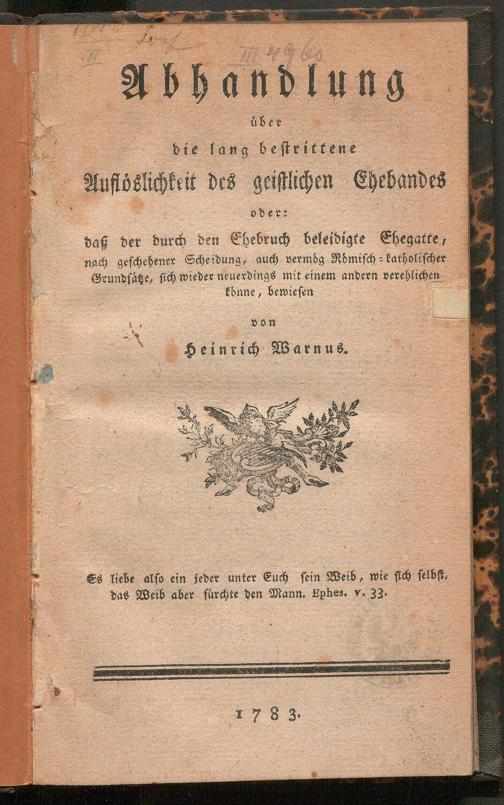 III 4960
II
Abhandlung
über
die lang bestrittene
Auflöslichkeit des geistlichen Ehebandes
oder:
daß der durch den Ehebruch beleidigte Ehegatte,
nach geschehener Scheidung, auch vermög Römisch-katholischer
Grundsätze, sich wieder neuerdings mit einem andern verehlichen
könne, bewiesen
von
Heinrich Warnus.
Es liebe also ein jeder unter Euch sein Weib, wie sich selbst,
das Weib aber fürchte den Mann. Ephes. v. 33.
1783.